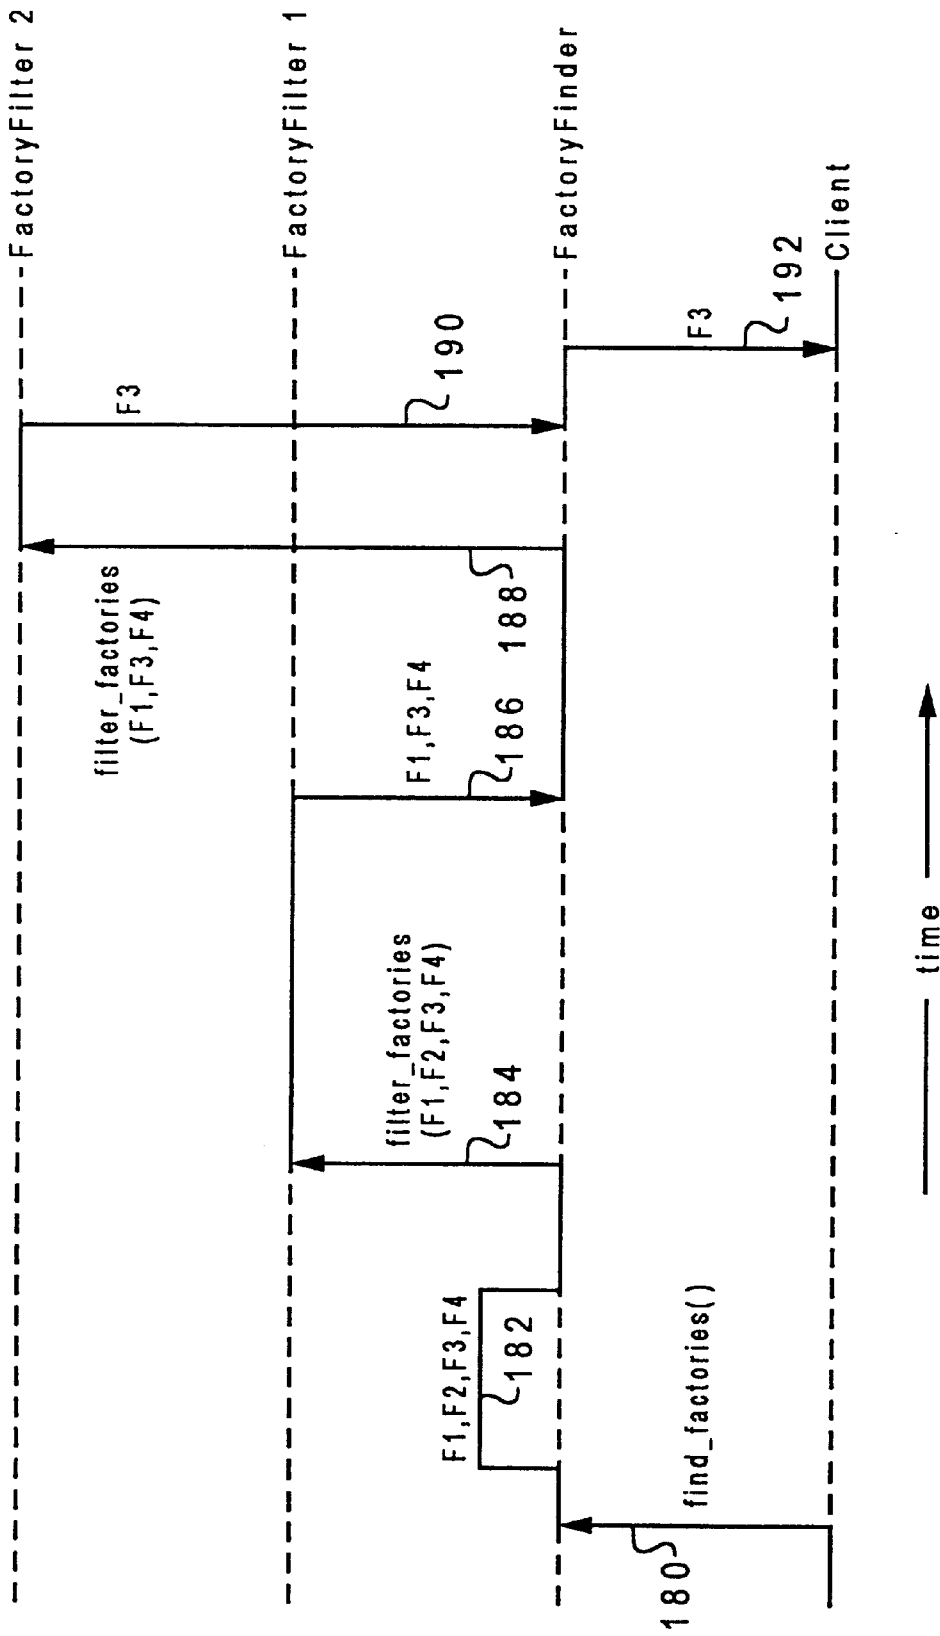 FactoryFilter 2
FactoryFilter 1
FactoryFinder
Client
F3
190
F3
192
filter_factories
(F1,F3,F4)
188
F1,F3,F4
186
filter_factories
(F1,F2,F3,F4)
184
F1,F2,F3,F4
182
find_factories()
180
time